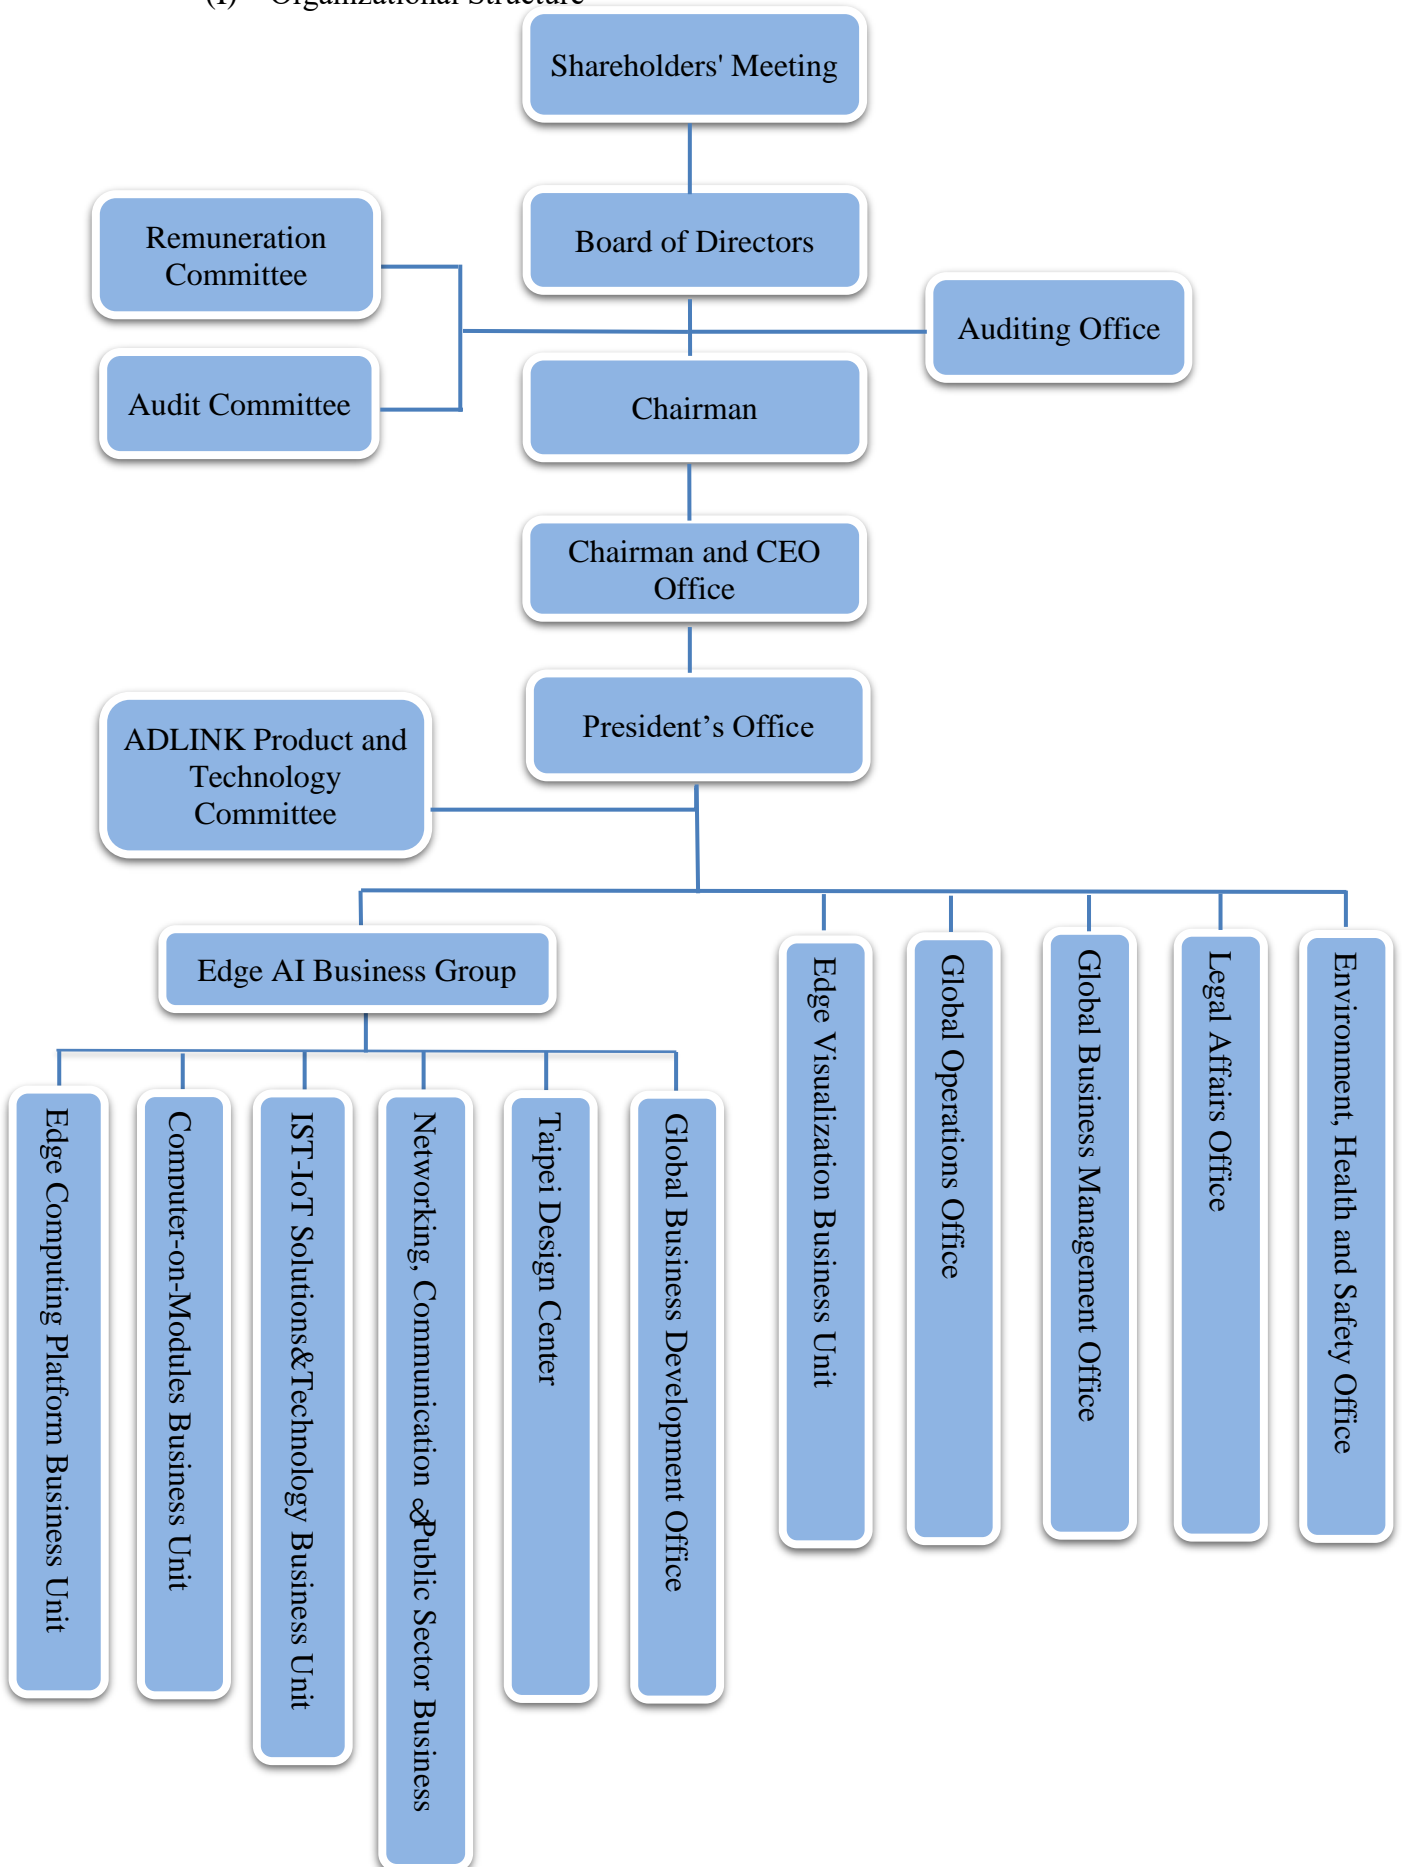 (I) Organizational Structure
Shareholders' Meeting
Board of Directors
Remuneration
Committee
Auditing Office
Audit Committee
Chairman
Chairman and CEO
Office
President’s Office
ADLINK Product and
Technology
Committee
Edge AI Business Group
Edge Visualization Business Unit
Global Operations Office
Global Business Management Office
Legal Affairs Office
Environment, Health and Safety Office
Edge Computing Platform Business Unit
Computer-on-Modules Business Unit
IST-IoT Solutions&Technology Business Unit
Networking, Communication &Public Sector Business
Taipei Design Center
Global Business Development Office